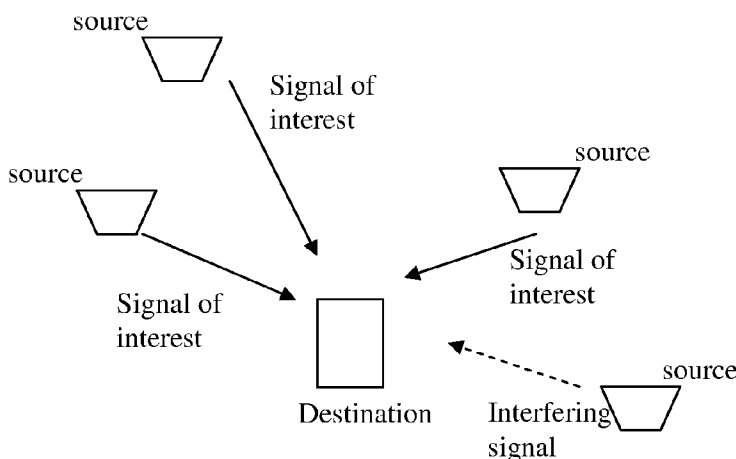 source
Signal of
interest
source
source
Signal of
interest
Signal of
interest
source
Destination
Interfering
signal